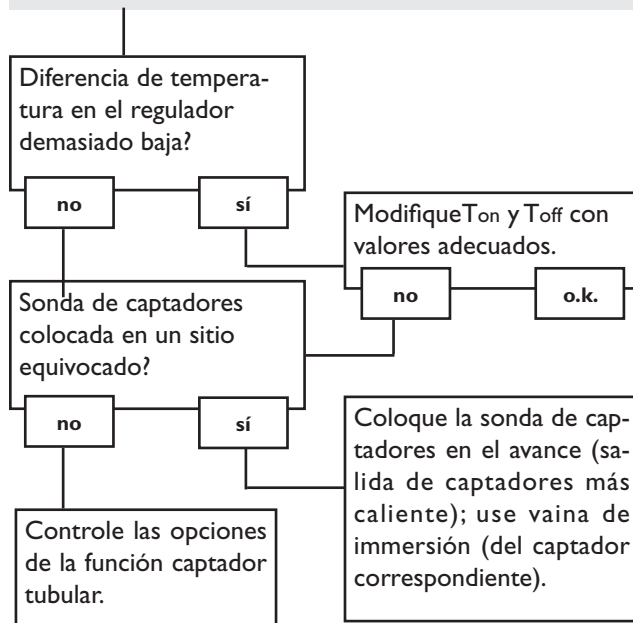 Diferencia de tempera-
tura en el regulador
demasiado baja?
no
sí
Modifique Ton y Toff con
valores adecuados.
no
o.k.
Sonda de captadores
colocada en un sitio
equivocado?
no
sí
Coloque la sonda de cap-
tadores en el avance (sa-
lida de captadores más
caliente); use vaina de
immersión (del captador
correspondiente).
Controle las opciones
de la función captador
tubular.